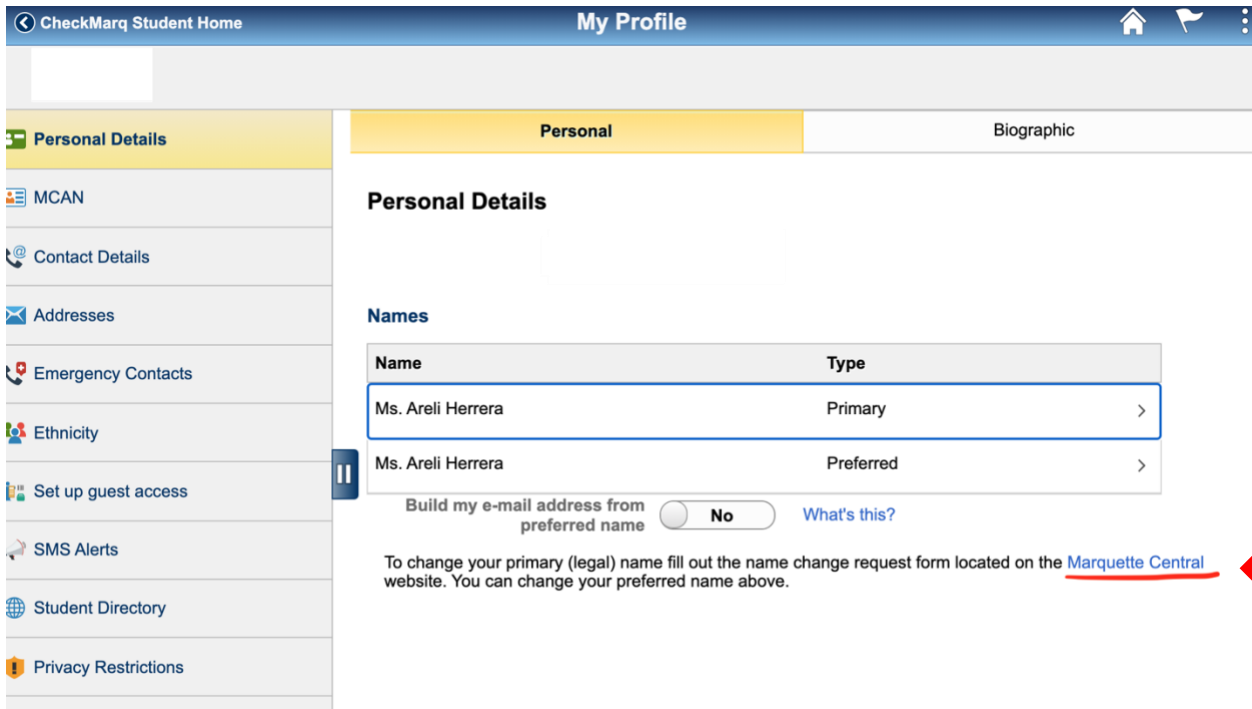 CheckMarq Student Home
My Profile
Personal Details
MCAN
Contact Details
Addresses
Emergency Contacts
Ethnicity
Set up guest access
SMS Alerts
Student Directory
Privacy Restrictions
Personal
Biographic
Personal Details
Names
Name Type
Ms. Areli Herrera Primary
Ms. Areli Herrera Preferred
Build my e-mail address from
preferred name
No
What's this?
To change your primary (legal) name fill out the name change request form located on the Marquette Central
website. You can change your preferred name above.